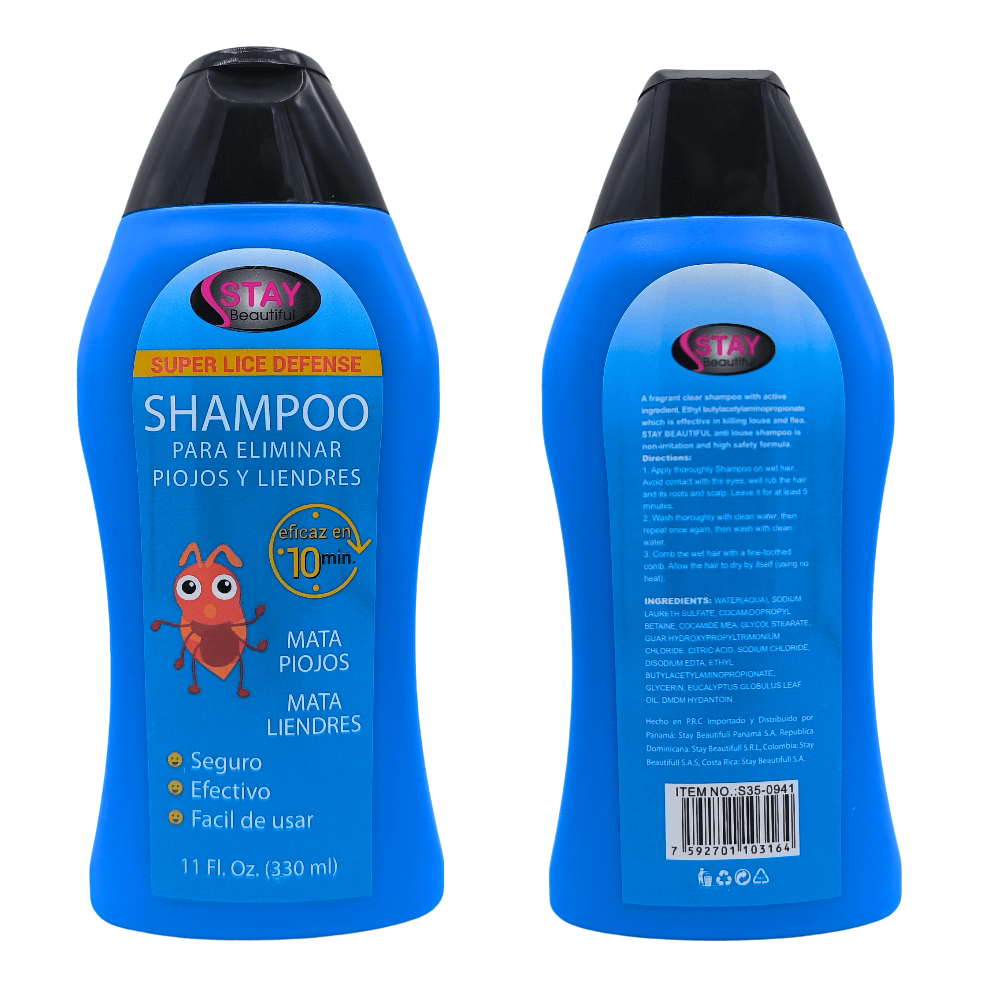 STAY
Beautiful
SUPER LICE DEFENSE
SHAMPOO
PARA ELIMINAR
PIOJOS Y LIENDRES
eficaz en
10 min.
MATA
PIOJOS
MATA
LIENDRES
Seguro
Efectivo
Facil de usar
11 Fl. Oz. (330 ml)
STAY
Beautiful
A fragrant clear shampoo with active
ingredient, Ethyl butylacetylaminopropionate
which is effective in killing louse and flea.
STAY BEAUTIFUL anti louse shampoo is
non-irritation and high safety formula.
Directions:
1. Apply thoroughly Shampoo on wet hair.
Avoid contact with the eyes, well rub the hair
and its roots and scalp. Leave it for at least 5
minutes.
2. Wash thoroughly with clean water, then
repeat once again, then wash with clean
water.
3. Comb the wet hair with a fine-toothed
comb. Allow the hair to dry by itself (using no
heat).
INGREDIENTS: WATER(AQUA), SODIUM
LAURETH SULFATE, COCAMIDOPROPYL
BETAINE, COCAMIDE MEA, GLYCOL STEARATE,
GUAR HYDROXYPROPYLTRIMONIUM
CHLORIDE, CITRIC ACID, SODIUM CHLORIDE,
DISODIUM EDTA, ETHYL
BUTYLACETYLAMINOPROPIONATE,
GLYCERIN, EUCALYPTUS GLOBULUS LEAF
OIL, DMDM HYDANTOIN.
Hecho en P.R.C Importado y Distribuido por
Panamá: Stay Beautifull Panamá S.A, Republica
Dominicana: Stay Beautifull S.R.L, Colombia: Stay
Beautifull S.A.S, Costa Rica: Stay Beautifull S.A.
ITEM NO.:S35-0941
7 592701 103164